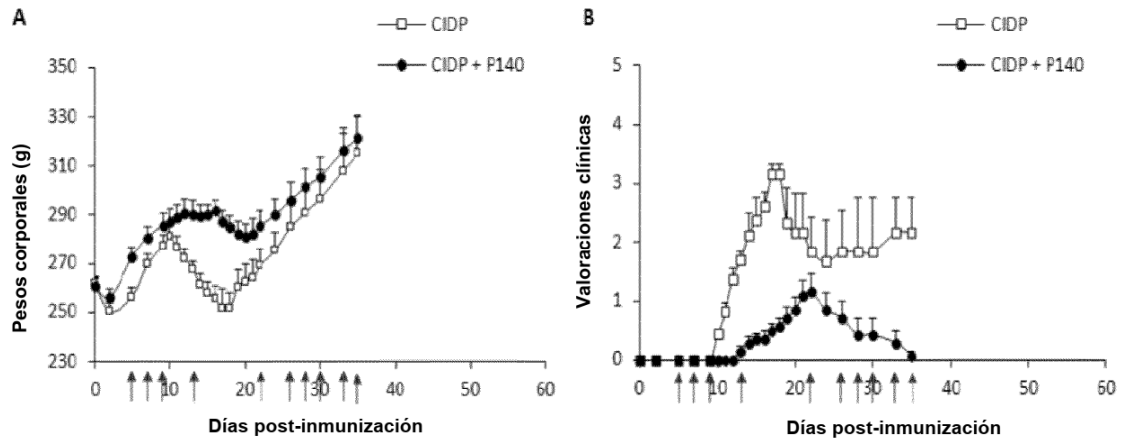 A
CIDP
CIDP + P140
350
330
310
290
270
250
230
Pesos corporales (g)
0 10 20 30 40 50 60
Días post-inmunización
B
CIDP
CIDP + P140
5
4
3
2
1
0
Valoraciones clínicas
0 10 20 30 40 50 60
Días post-inmunización